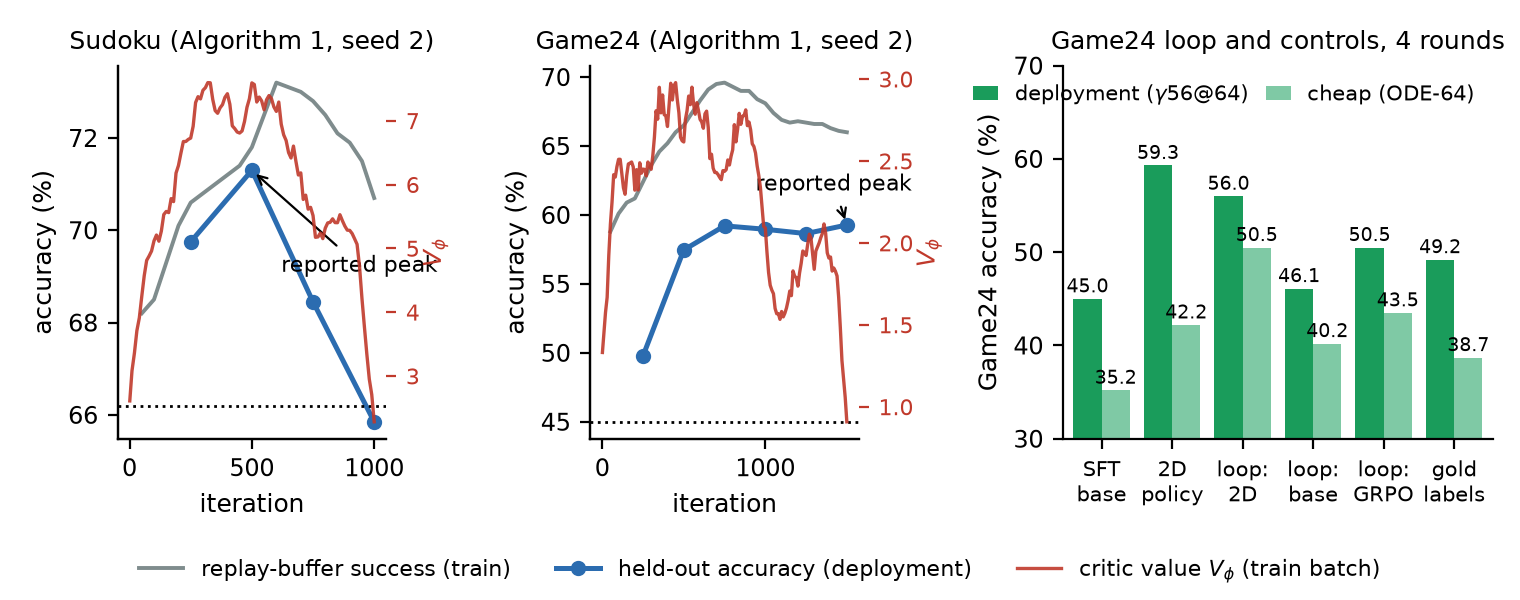 Sudoku (Algorithm 1, seed 2)
accuracy (%)
72
70
68
66
7
6
5
4
3
V_ϕ
reported peak
0
500
1000
iteration
Game24 (Algorithm 1, seed 2)
accuracy (%)
70
65
60
55
50
45
3.0
2.5
2.0
1.5
1.0
V_ϕ
reported peak
0
1000
iteration
Game24 loop and controls, 4 rounds
deployment (γ56@64)
cheap (ODE-64)
Game24 accuracy (%)
70
60
50
40
30
45.0
35.2
59.3
42.2
56.0
50.5
46.1
40.2
50.5
43.5
49.2
38.7
SFT
base
2D
policy
loop:
2D
loop:
base
loop:
GRPO
gold
labels
replay-buffer success (train)
held-out accuracy (deployment)
critic value V_ϕ (train batch)